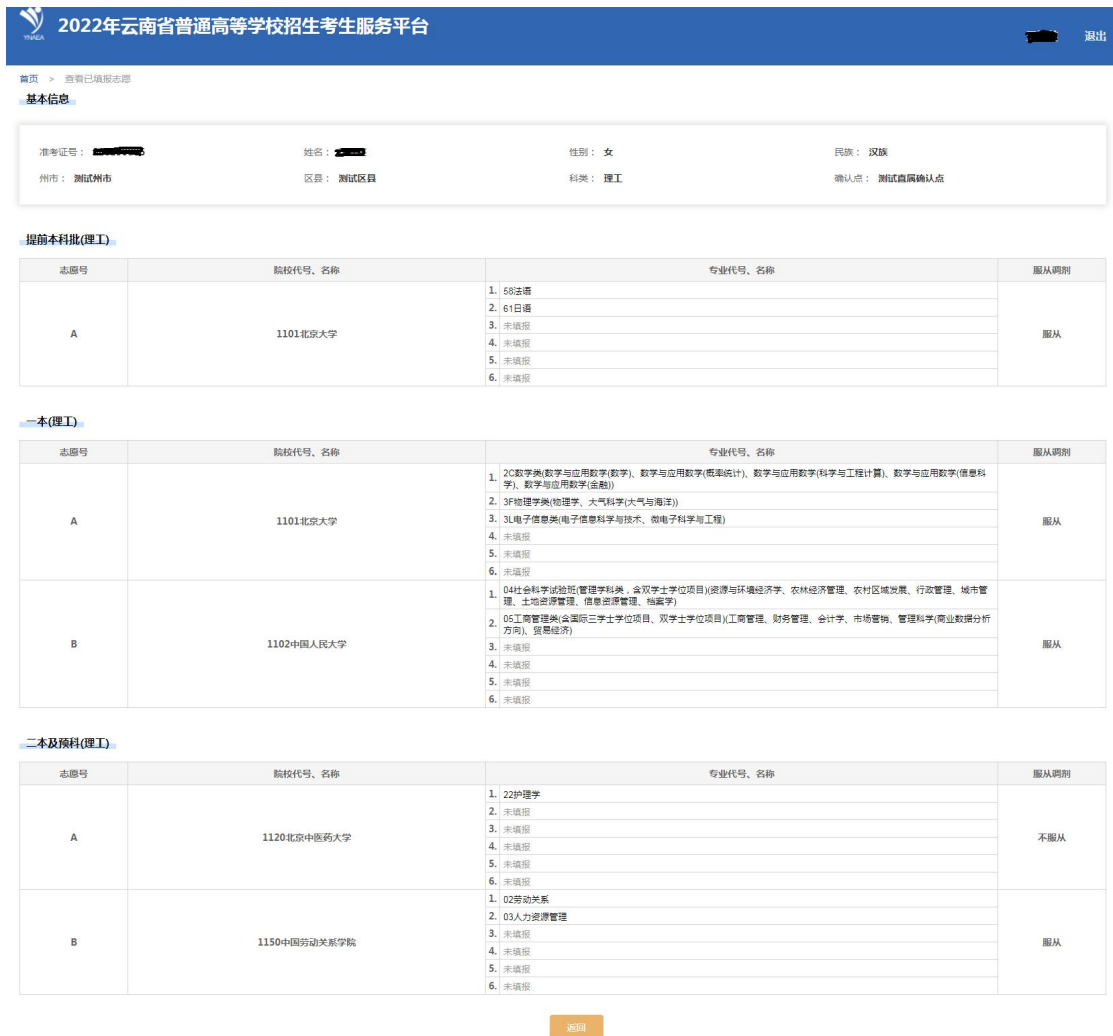 YNAEA
2022年云南省普通高等学校招生考生服务平台
退出
首页 > 查看已填报志愿
基本信息
准考证号： 姓名： 性别： 女 民族： 汉族
州市： 测试州市 区县： 测试区县 科类： 理工 确认点： 测试直属确认点
提前本科批(理工)
志愿号 院校代号、名称 专业代号、名称 服从调剂
A 1101北京大学 服从
1. 58法语
2. 61日语
3. 未填报
4. 未填报
5. 未填报
6. 未填报
一本(理工)
志愿号 院校代号、名称 专业代号、名称 服从调剂
A 1101北京大学 服从
1. 2C数学类(数学与应用数学(数学)、数学与应用数学(概率统计)、数学与应用数学(科学与工程计算)、数学与应用数学(信息科
学)、数学与应用数学(金融))
2. 3F物理学类(物理学、大气科学(大气与海洋))
3. 3L电子信息类(电子信息科学与技术、微电子科学与工程)
4. 未填报
5. 未填报
6. 未填报
B 1102中国人民大学 服从
1. 04社会科学试验班(管理学科类，含双学士学位项目)(资源与环境经济学、农林经济管理、农村区域发展、行政管理、城市管
理、土地资源管理、信息资源管理、档案学)
2. 05工商管理类(含国际三学士学位项目、双学士学位项目)(工商管理、财务管理、会计学、市场营销、管理科学(商业数据分析
方向)、贸易经济)
3. 未填报
4. 未填报
5. 未填报
6. 未填报
二本及预科(理工)
志愿号 院校代号、名称 专业代号、名称 服从调剂
A 1120北京中医药大学 不服从
1. 22护理学
2. 未填报
3. 未填报
4. 未填报
5. 未填报
6. 未填报
B 1150中国劳动关系学院 服从
1. 02劳动关系
2. 03人力资源管理
3. 未填报
4. 未填报
5. 未填报
6. 未填报
返回